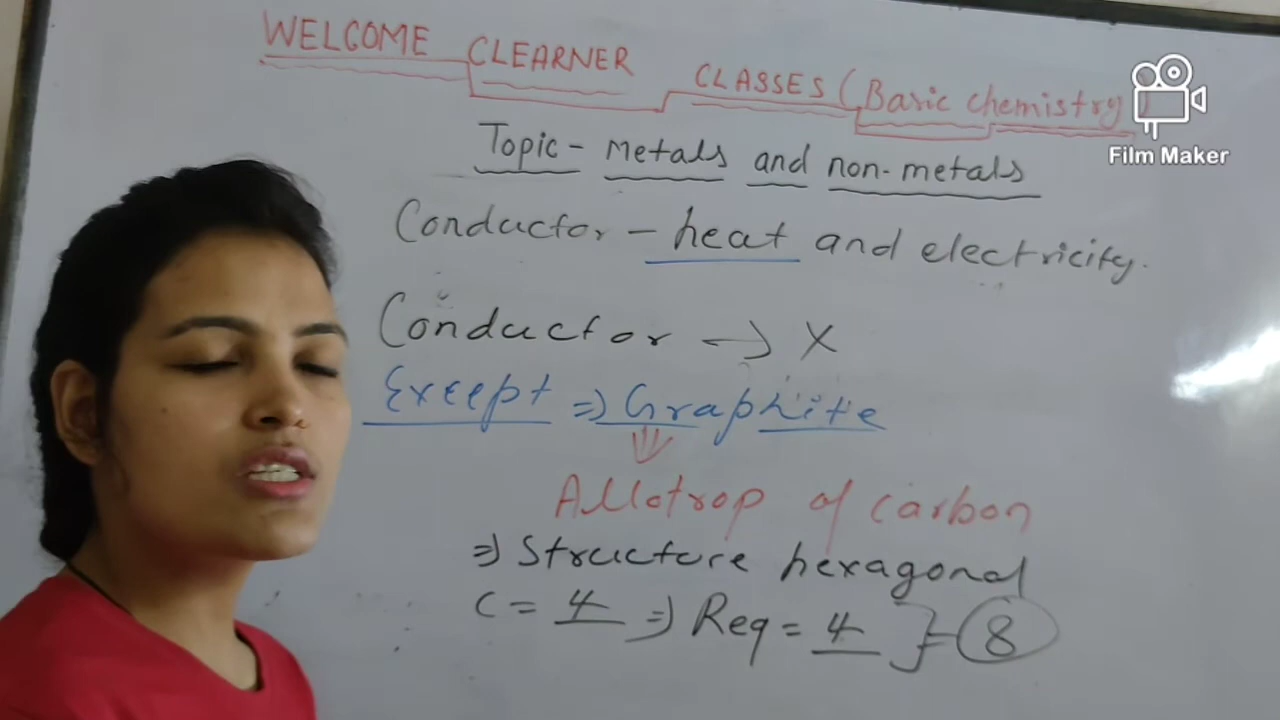 WELCOME CLEARNER CLASSES (Basic chemistry)
Film Maker
Topic - Metals and non-metals
Conductor - heat and electricity.
Conductor → X
Except ⇒ Graphite
Allotrop of carbon
⇒ Structure hexagonal
C = 4 ⇒ Req = 4 } = 8